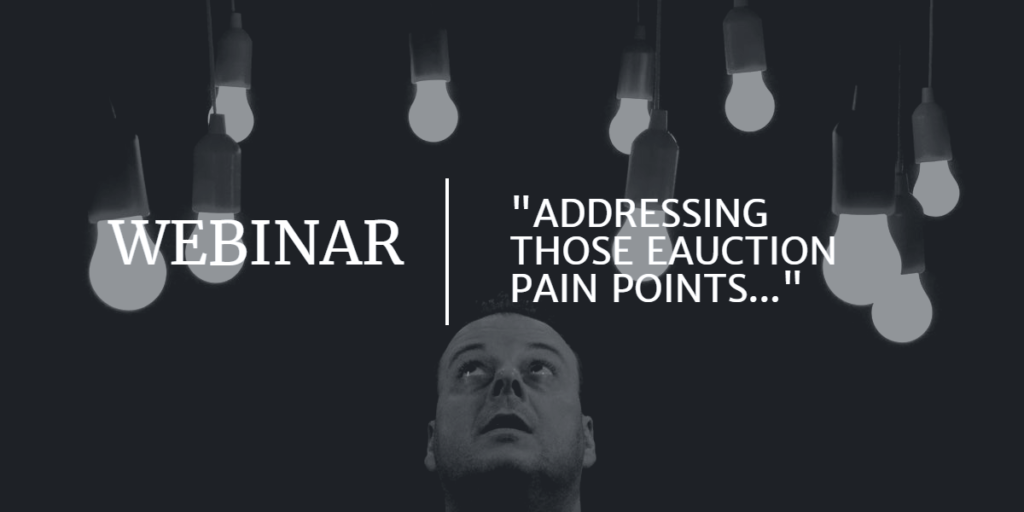 WEBINAR
"ADDRESSING
THOSE EAUCTION
PAIN POINTS..."